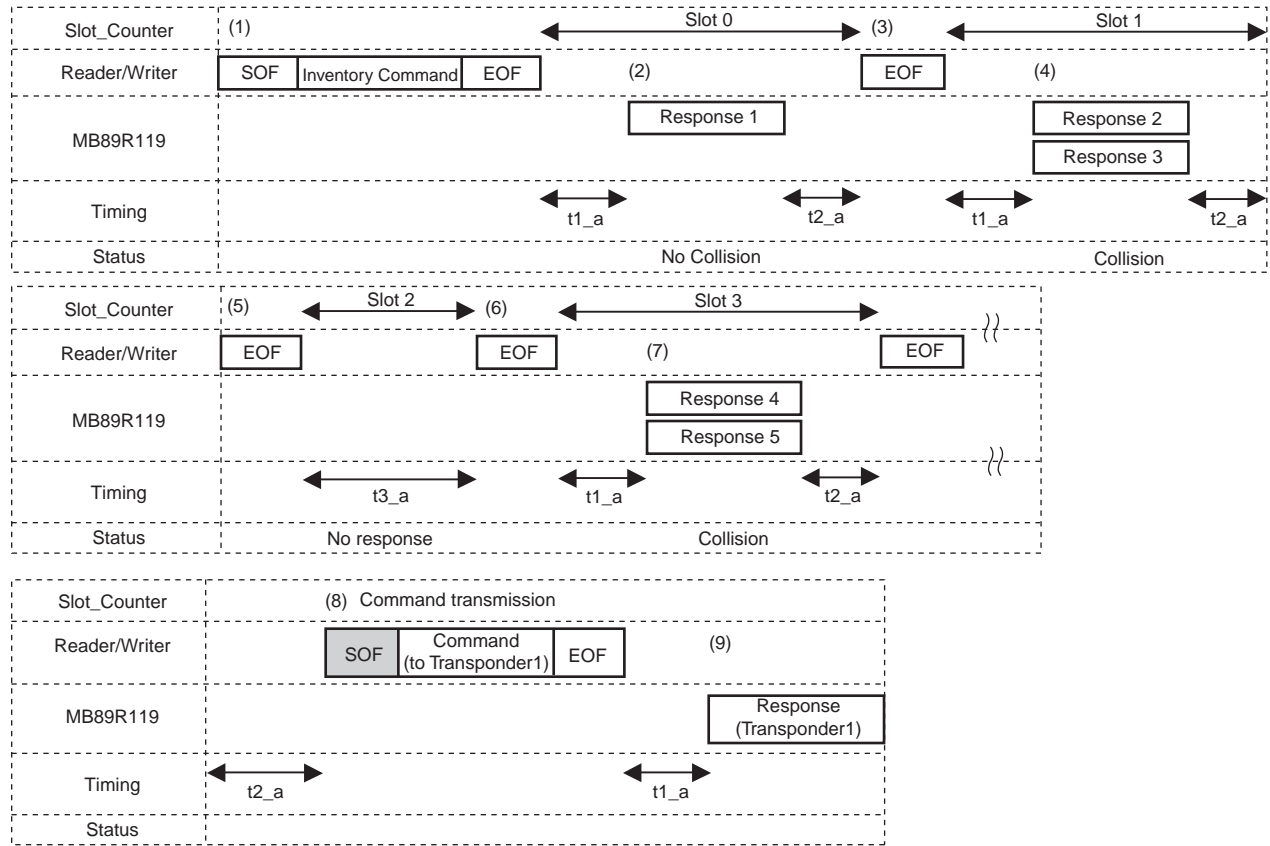 Slot_Counter (1) Slot 0 (3) Slot 1
Reader/Writer SOF Inventory Command EOF (2) EOF (4)
MB89R119 Response 1 Response 2
Response 3
Timing t1_a t2_a t1_a t2_a
Status No Collision Collision
Slot_Counter (5) Slot 2 (6) Slot 3
Reader/Writer EOF EOF (7) EOF
MB89R119 Response 4
Response 5
Timing t3_a t1_a t2_a
Status No response Collision
Slot_Counter (8) Command transmission
Reader/Writer SOF Command (to Transponder1) EOF (9)
MB89R119 Response (Transponder1)
Timing t2_a t1_a
Status